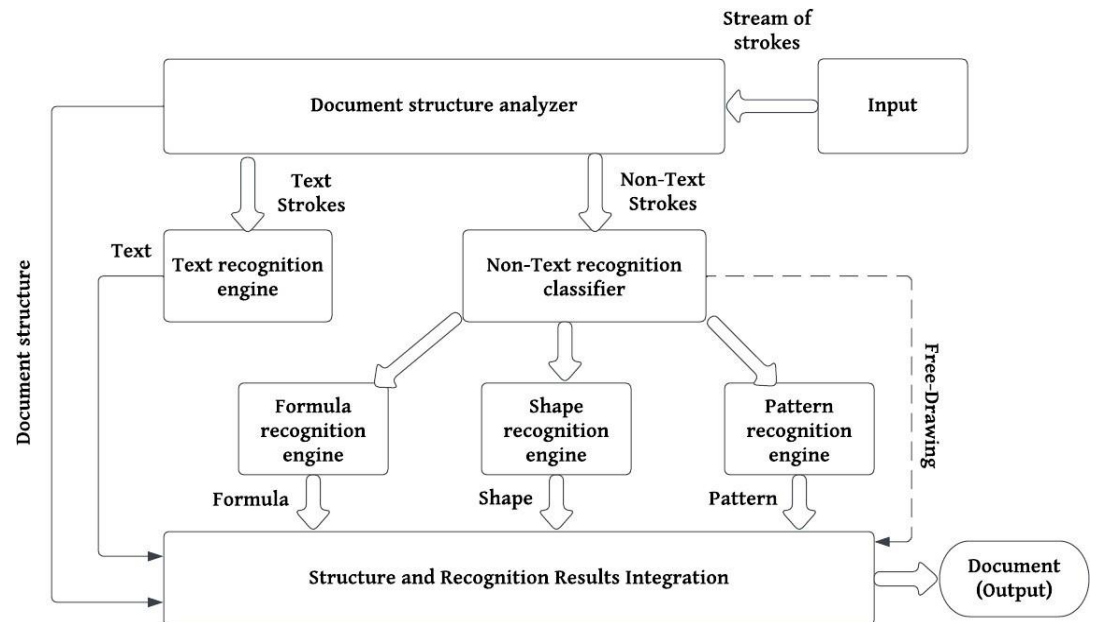 Stream of
strokes
Document structure analyzer
Input
Text
Strokes
Non-Text
Strokes
Text
Text recognition
engine
Non-Text recognition
classifier
Document structure
Free-Drawing
Formula
recognition
engine
Shape
recognition
engine
Pattern
recognition
engine
Formula
Shape
Pattern
Structure and Recognition Results Integration
Document
(Output)